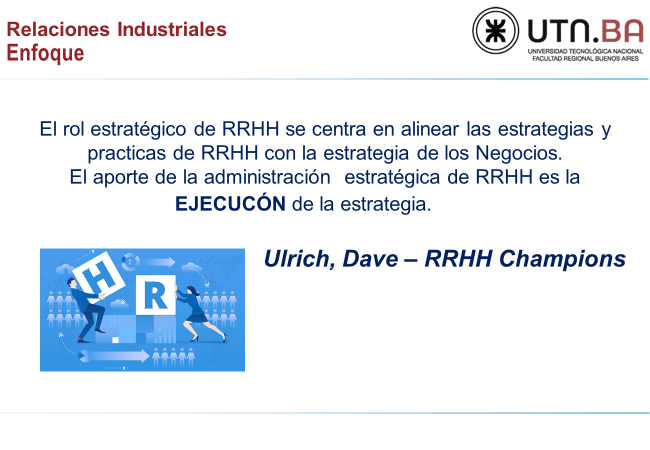 Relaciones Industriales
Enfoque
UTN.BA
UNIVERSIDAD TECNOLÓGICA NACIONAL
FACULTAD REGIONAL BUENOS AIRES
El rol estratégico de RRHH se centra en alinear las estrategias y
practicas de RRHH con la estrategia de los Negocios.
El aporte de la administración estratégica de RRHH es la
EJECUCÓN de la estrategia.
Ulrich, Dave – RRHH Champions
H
R